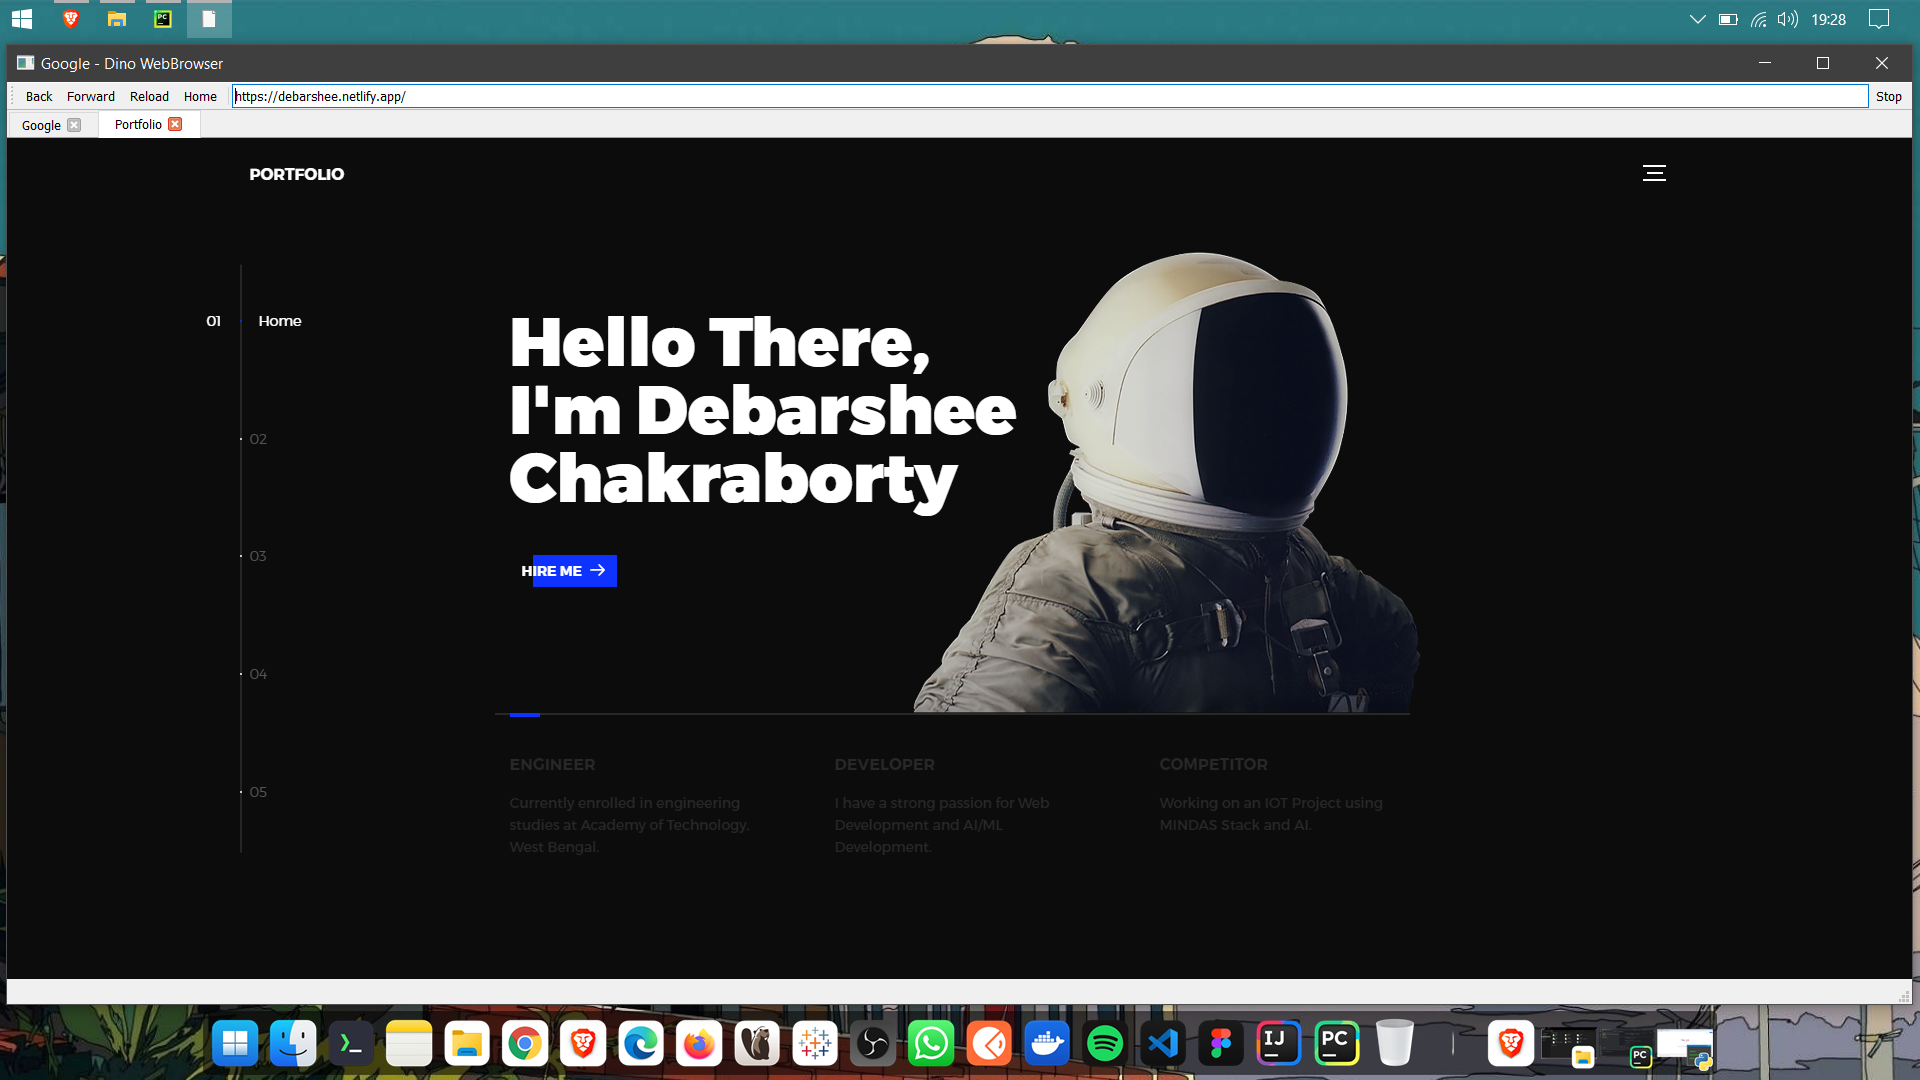 19:28
Google - Dino WebBrowser
Back Forward Reload Home https://debarshee.netlify.app/ Stop
Google Portfolio
PORTFOLIO
01 Home
02
03
04
05
Hello There,
I'm Debarshee
Chakraborty
HIRE ME
ENGINEER
Currently enrolled in engineering
studies at Academy of Technology,
West Bengal.
DEVELOPER
I have a strong passion for Web
Development and AI/ML
Development.
COMPETITOR
Working on an IOT Project using
MINDAS Stack and AI.
IJ
PC
PC
PC